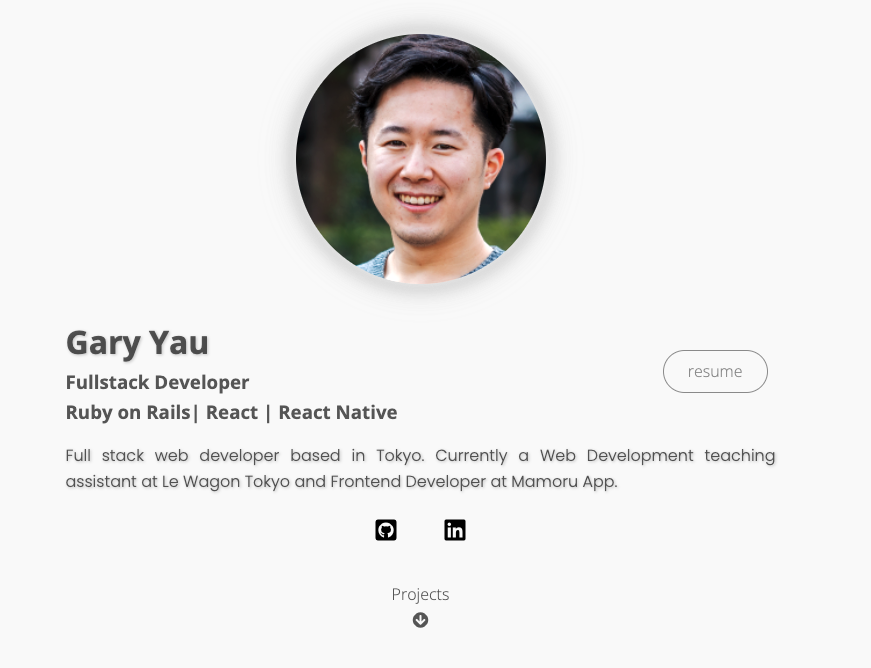 Gary Yau
Fullstack Developer
resume
Ruby on Rails| React | React Native
Full stack web developer based in Tokyo. Currently a Web Development teaching
assistant at Le Wagon Tokyo and Frontend Developer at Mamoru App.
in
Projects